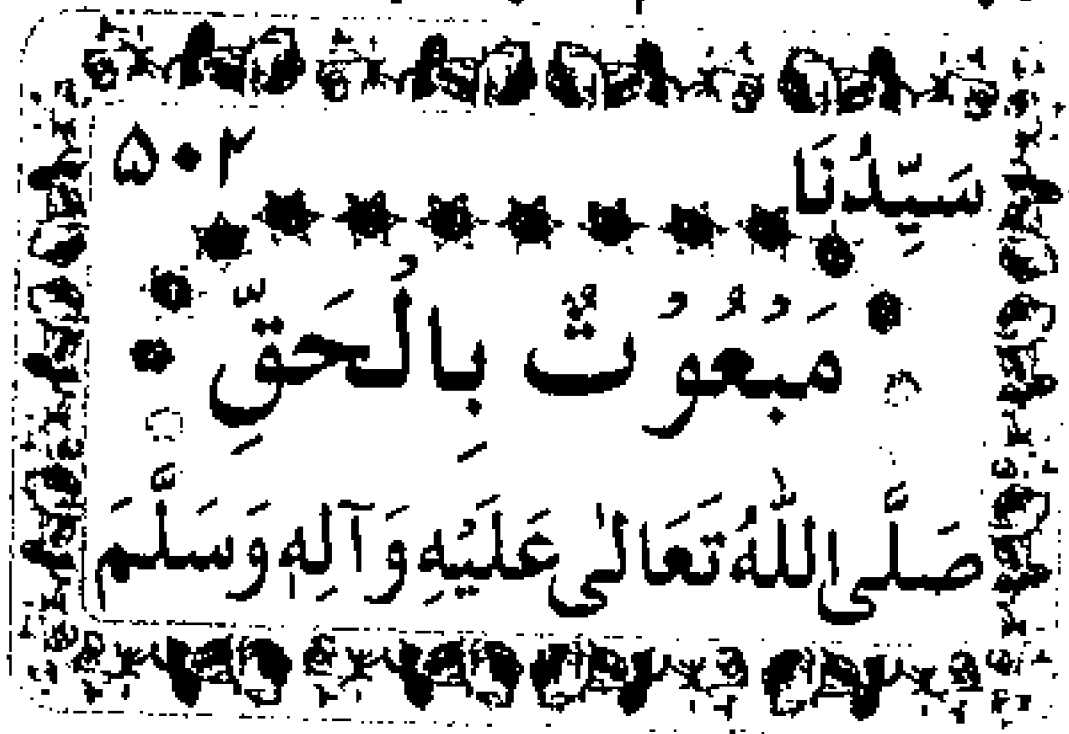 سَيِّدُنَا ۵۰۲
مَبْعُوْثٌ بِالْحَقِّ
صَلَّى اللّٰهُ تَعَالٰى عَلَيْهِ وَآلِهٖ وَسَلَّمَ